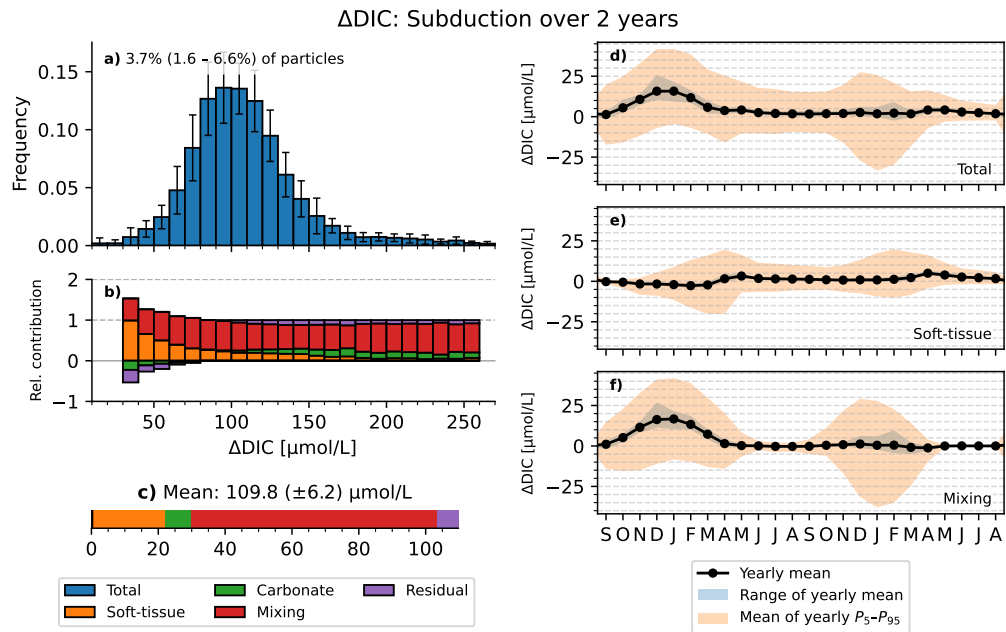 ΔDIC: Subduction over 2 years
a) 3.7% (1.6 – 6.6%) of particles
0.15
0.10
0.05
0.00
Frequency
b)
2
1
0
−1
Rel. contribution
50
100
150
200
250
ΔDIC [μmol/L]
c) Mean: 109.8 (±6.2) μmol/L
0
20
40
60
80
100
Total
Carbonate
Residual
Soft-tissue
Mixing
d)
25
0
−25
ΔDIC [μmol/L]
Total
e)
25
0
−25
ΔDIC [μmol/L]
Soft-tissue
f)
25
0
−25
ΔDIC [μmol/L]
Mixing
S O N D J F M A M J J A S O N D J F M A M J J A
Yearly mean
Range of yearly mean
Mean of yearly P5–P95